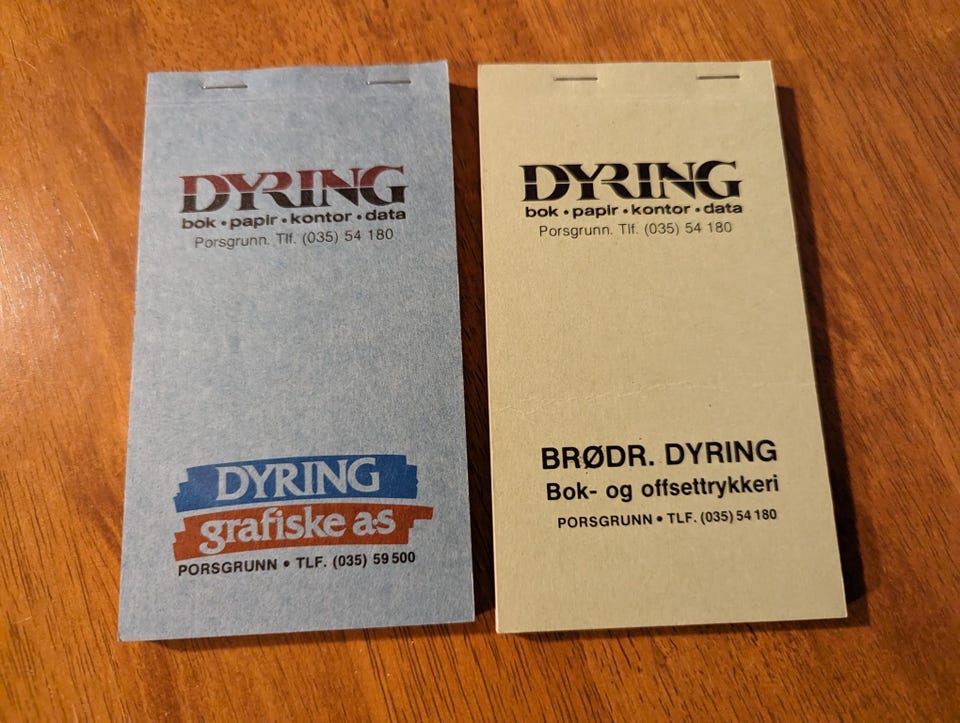 DYRING
bok • papir • kontor • data
Porsgrunn. Tlf. (035) 54 180
DYRING
grafiske a·s
PORSGRUNN • TLF. (035) 59 500
DYRING
bok • papir • kontor • data
Porsgrunn. Tlf. (035) 54 180
BRØDR. DYRING
Bok- og offsettrykkeri
PORSGRUNN • TLF. (035) 54 180